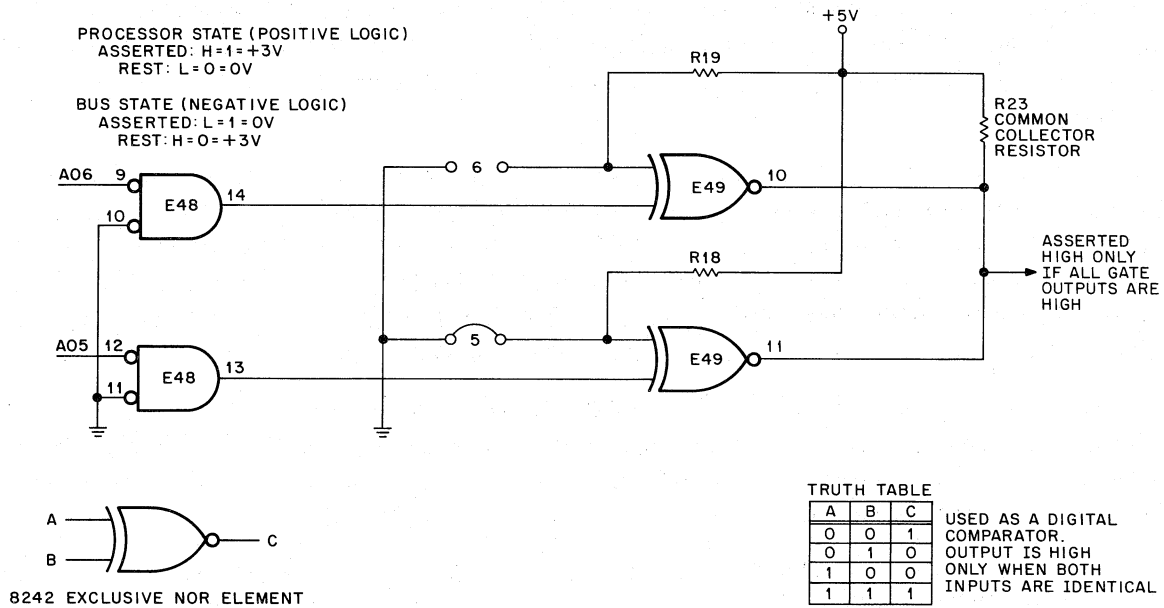 PROCESSOR STATE (POSITIVE LOGIC)
ASSERTED: H=1=+3V
REST: L=0=0V
BUS STATE (NEGATIVE LOGIC)
ASSERTED: L=1=0V
REST: H=0=+3V
+5V
R19
R23
COMMON
COLLECTOR
RESISTOR
A06
9
10
E48
14
6
E49
10
R18
ASSERTED
HIGH ONLY
IF ALL GATE
OUTPUTS ARE
HIGH
A05
12
11
E48
13
5
E49
11
A
B
C
8242 EXCLUSIVE NOR ELEMENT
TRUTH TABLE
A B C
0 0 1
0 1 0
1 0 0
1 1 1
USED AS A DIGITAL
COMPARATOR.
OUTPUT IS HIGH
ONLY WHEN BOTH
INPUTS ARE IDENTICAL